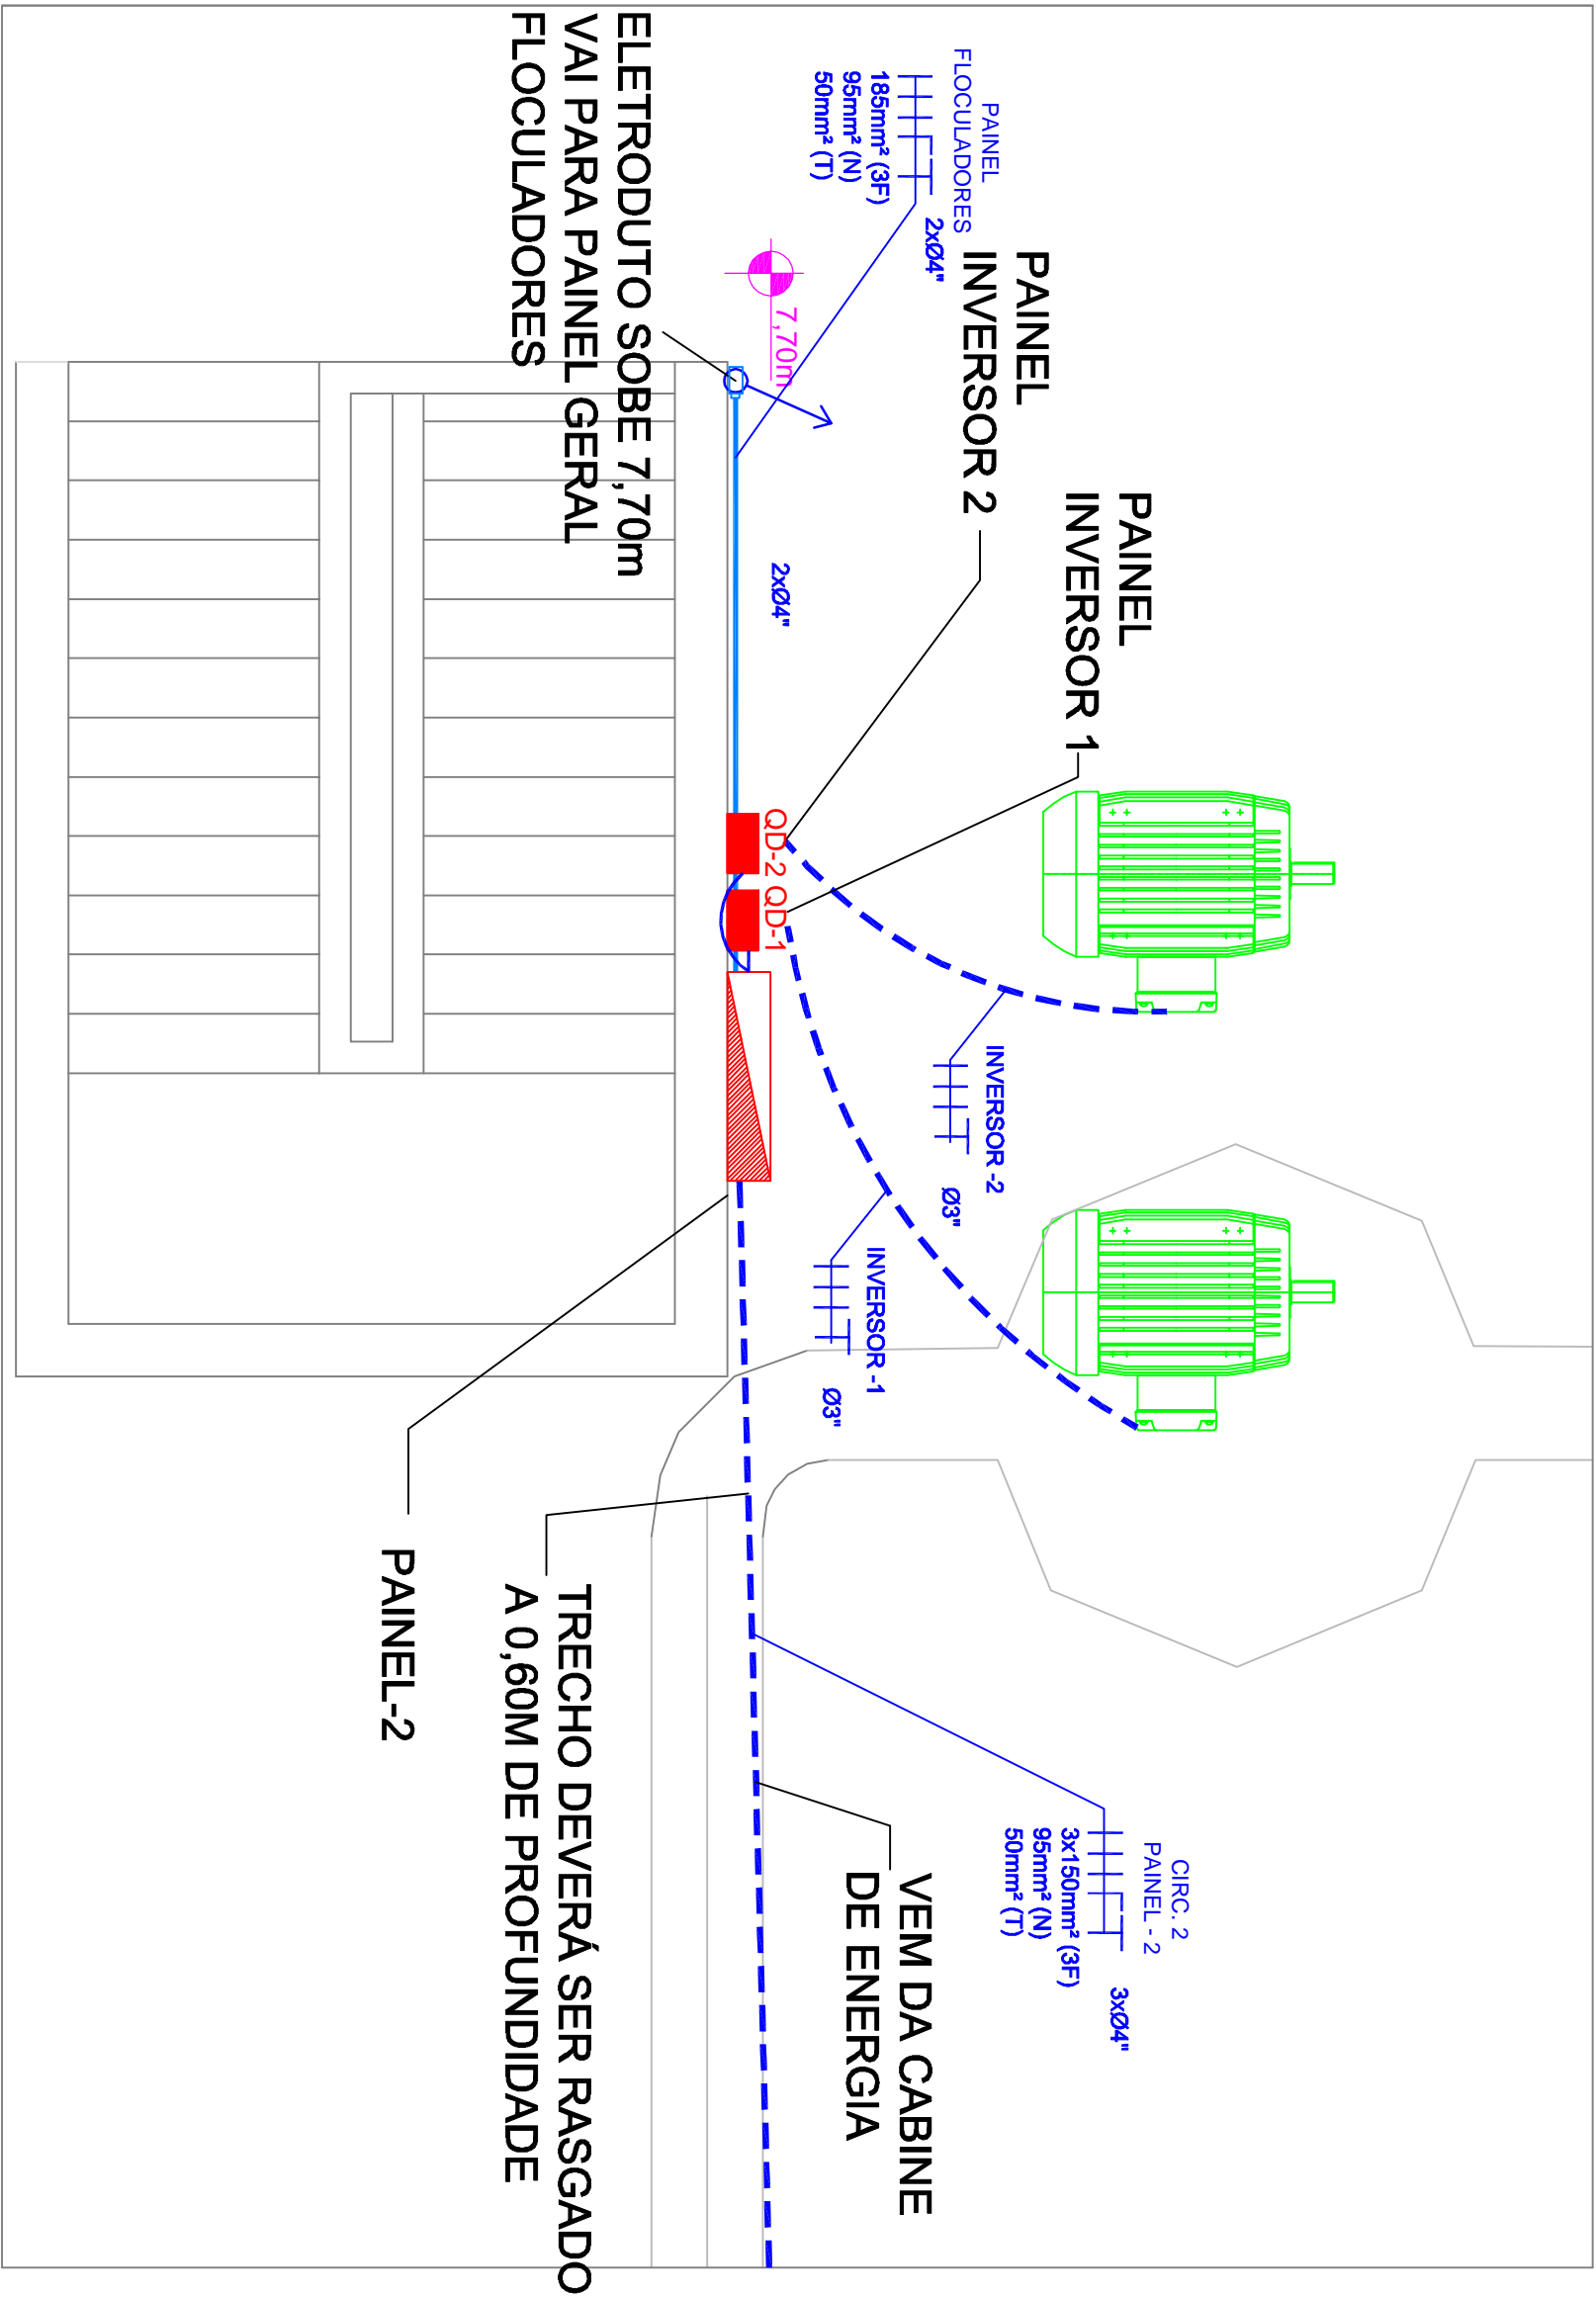 PAINEL
INVERSOR 1
PAINEL
INVERSOR 2
PAINEL
FLOCULADORES
2xØ4"
185mm² (3F)
95mm² (N)
50mm² (T)
7,70m
2xØ4"
ELETRODUTO SOBE 7,70m
VAI PARA PAINEL GERAL
FLOCULADORES
QD-2
QD-1
INVERSOR -2
Ø3"
INVERSOR -1
Ø3"
CIRC. 2
PAINEL - 2
3xØ4"
3x150mm² (3F)
95mm² (N)
50mm² (T)
VEM DA CABINE
DE ENERGIA
TRECHO DEVERÁ SER RASGADO
A 0,60M DE PROFUNDIDADE
PAINEL-2